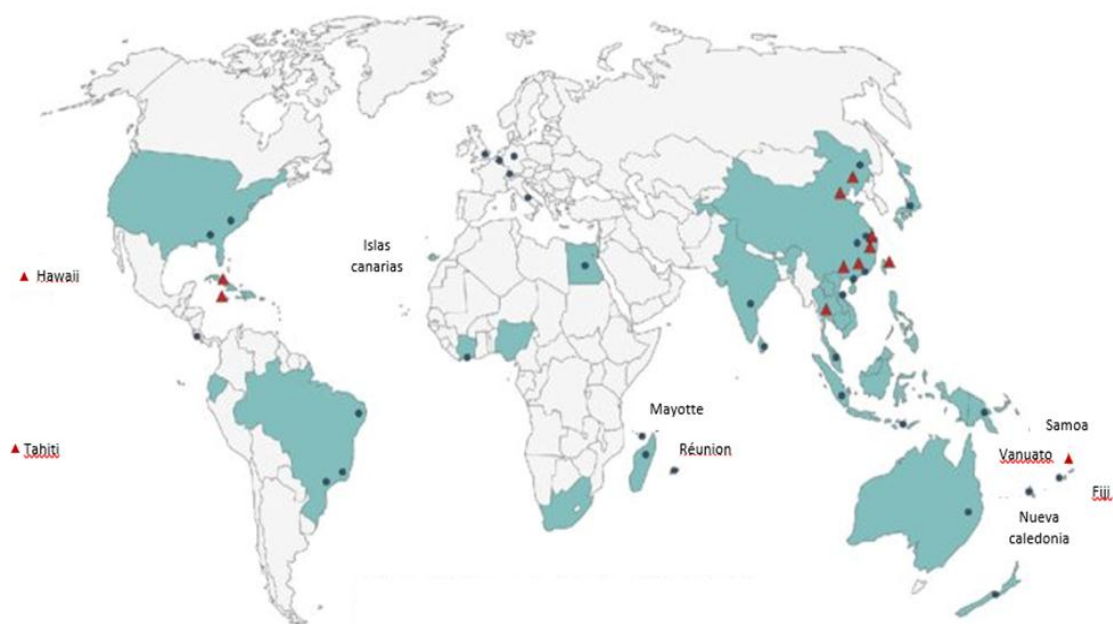 Islas
canarias
Hawaii
Mayotte
Samoa
Tahiti
Réunion
Vanuato
Fiji
Nueva
caledonia